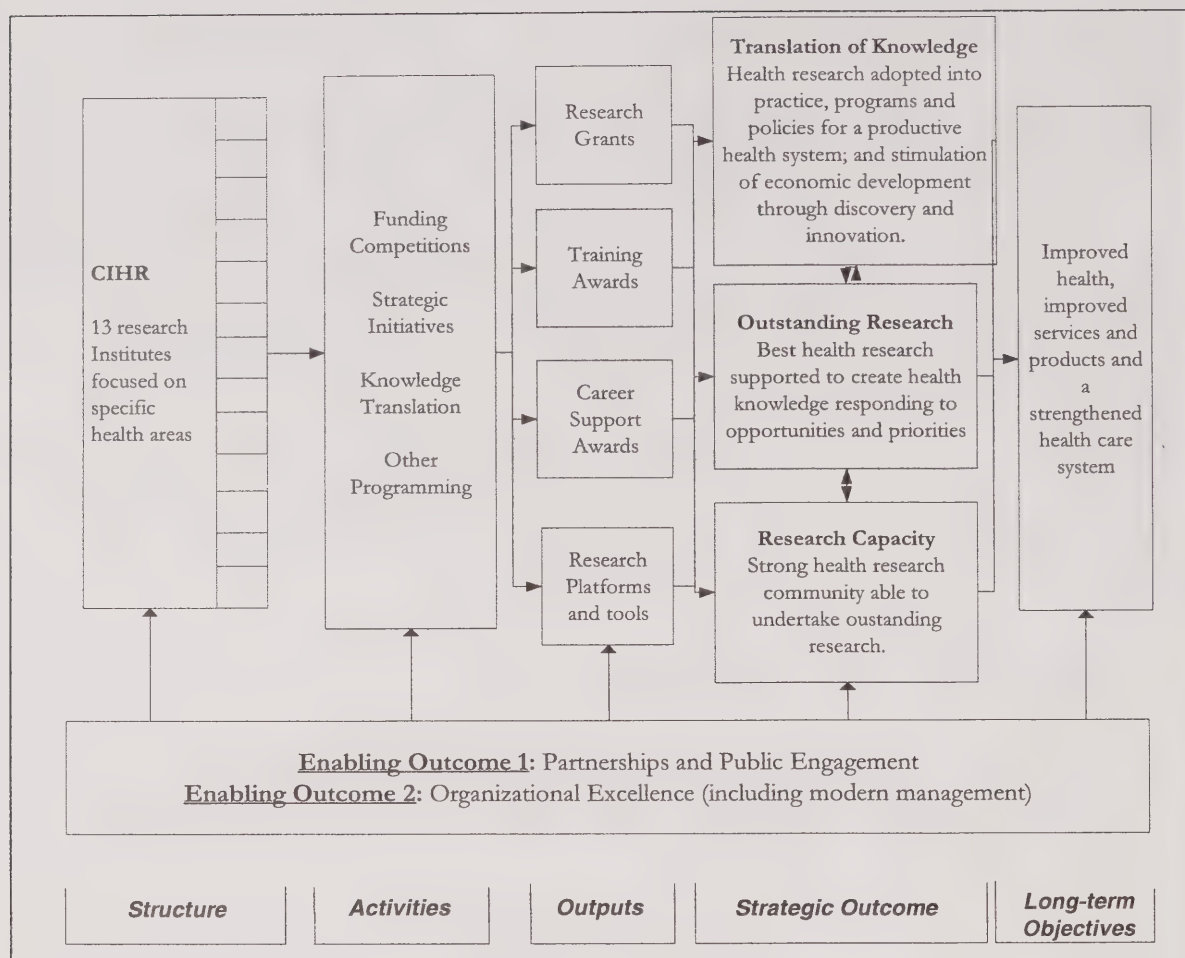 CIHR
13 research
Institutes
focused on
specific
health areas
Funding
Competitions
Strategic
Initiatives
Knowledge
Translation
Other
Programming
Research
Grants
Training
Awards
Career
Support
Awards
Research
Platforms
and tools
Translation of Knowledge
Health research adopted into
practice, programs and
policies for a productive
health system; and stimulation
of economic development
through discovery and
innovation.
Outstanding Research
Best health research
supported to create health
knowledge responding to
opportunities and priorities
Research Capacity
Strong health research
community able to
undertake oustanding
research.
Improved
health,
improved
services and
products and
a
strengthened
health care
system
Enabling Outcome 1: Partnerships and Public Engagement
Enabling Outcome 2: Organizational Excellence (including modern management)
Structure
Activities
Outputs
Strategic Outcome
Long-term
Objectives